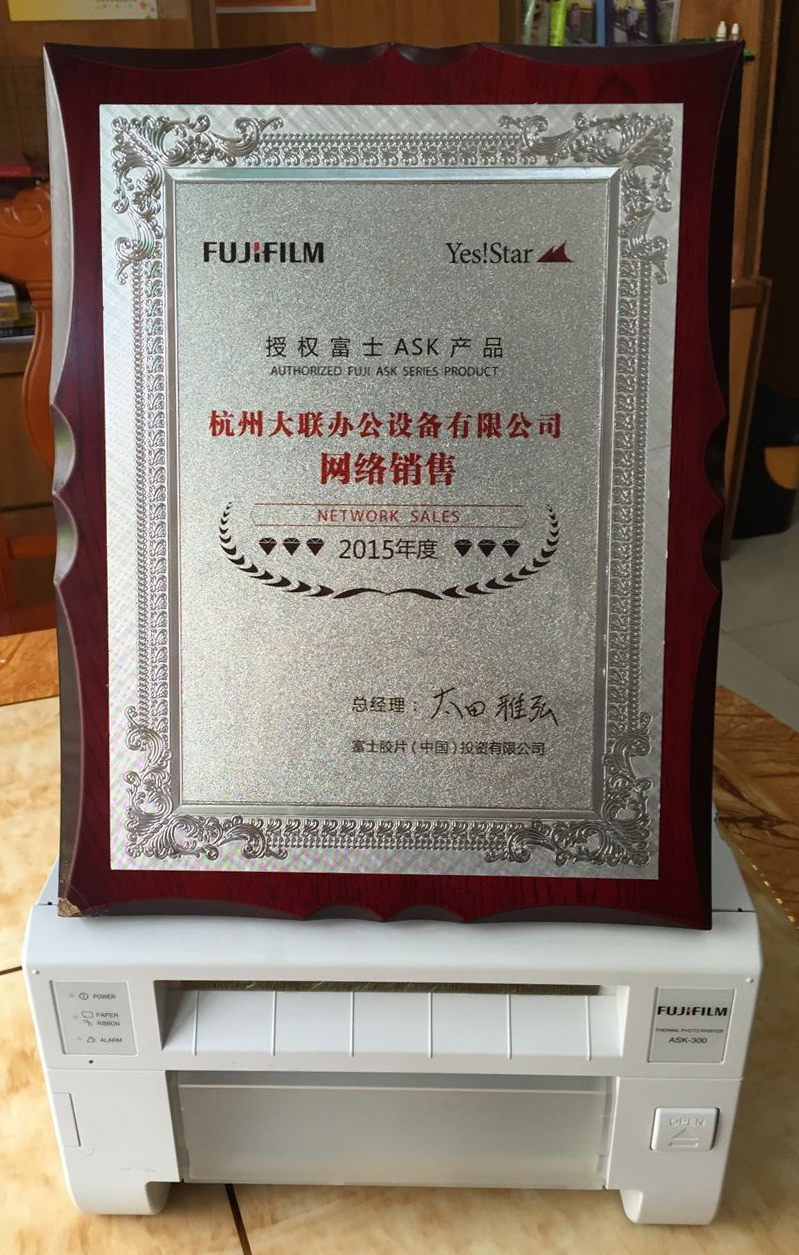 FUJIFILM
Yes!Star
授权富士ASK产品
AUTHORIZED FUJI ASK SERIES PRODUCT
杭州大联办公设备有限公司
网络销售
NETWORK SALES
2015年度
总经理：太田雅弘
富士胶片（中国）投资有限公司
POWER
PAPER
RIBBON
ALARM
FUJIFILM
THERMAL PHOTO PRINTER
ASK-300
OPEN